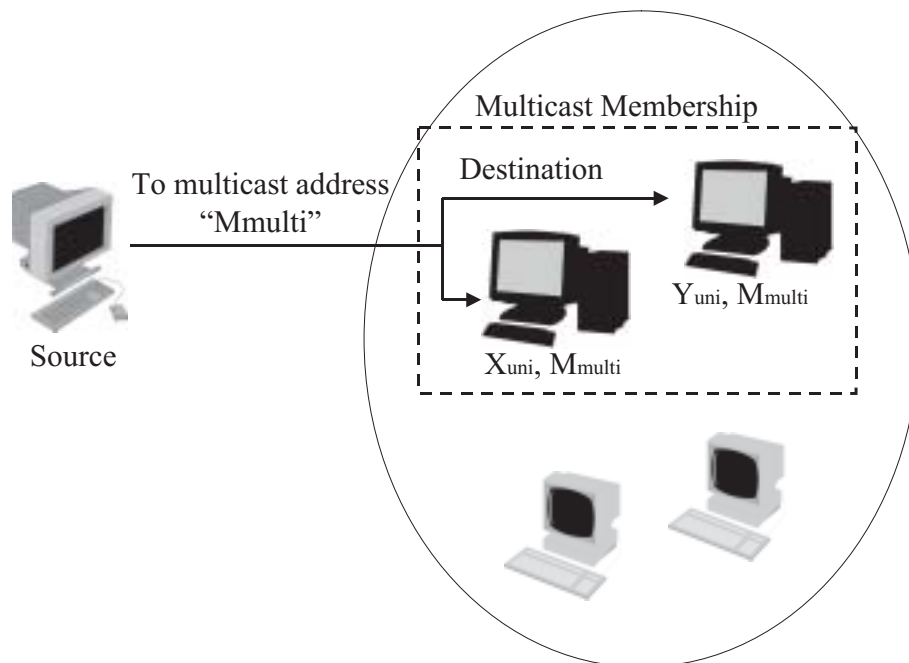 Multicast Membership
To multicast address
“Mmulti”
Destination
Source
Xuni, Mmulti
Yuni, Mmulti